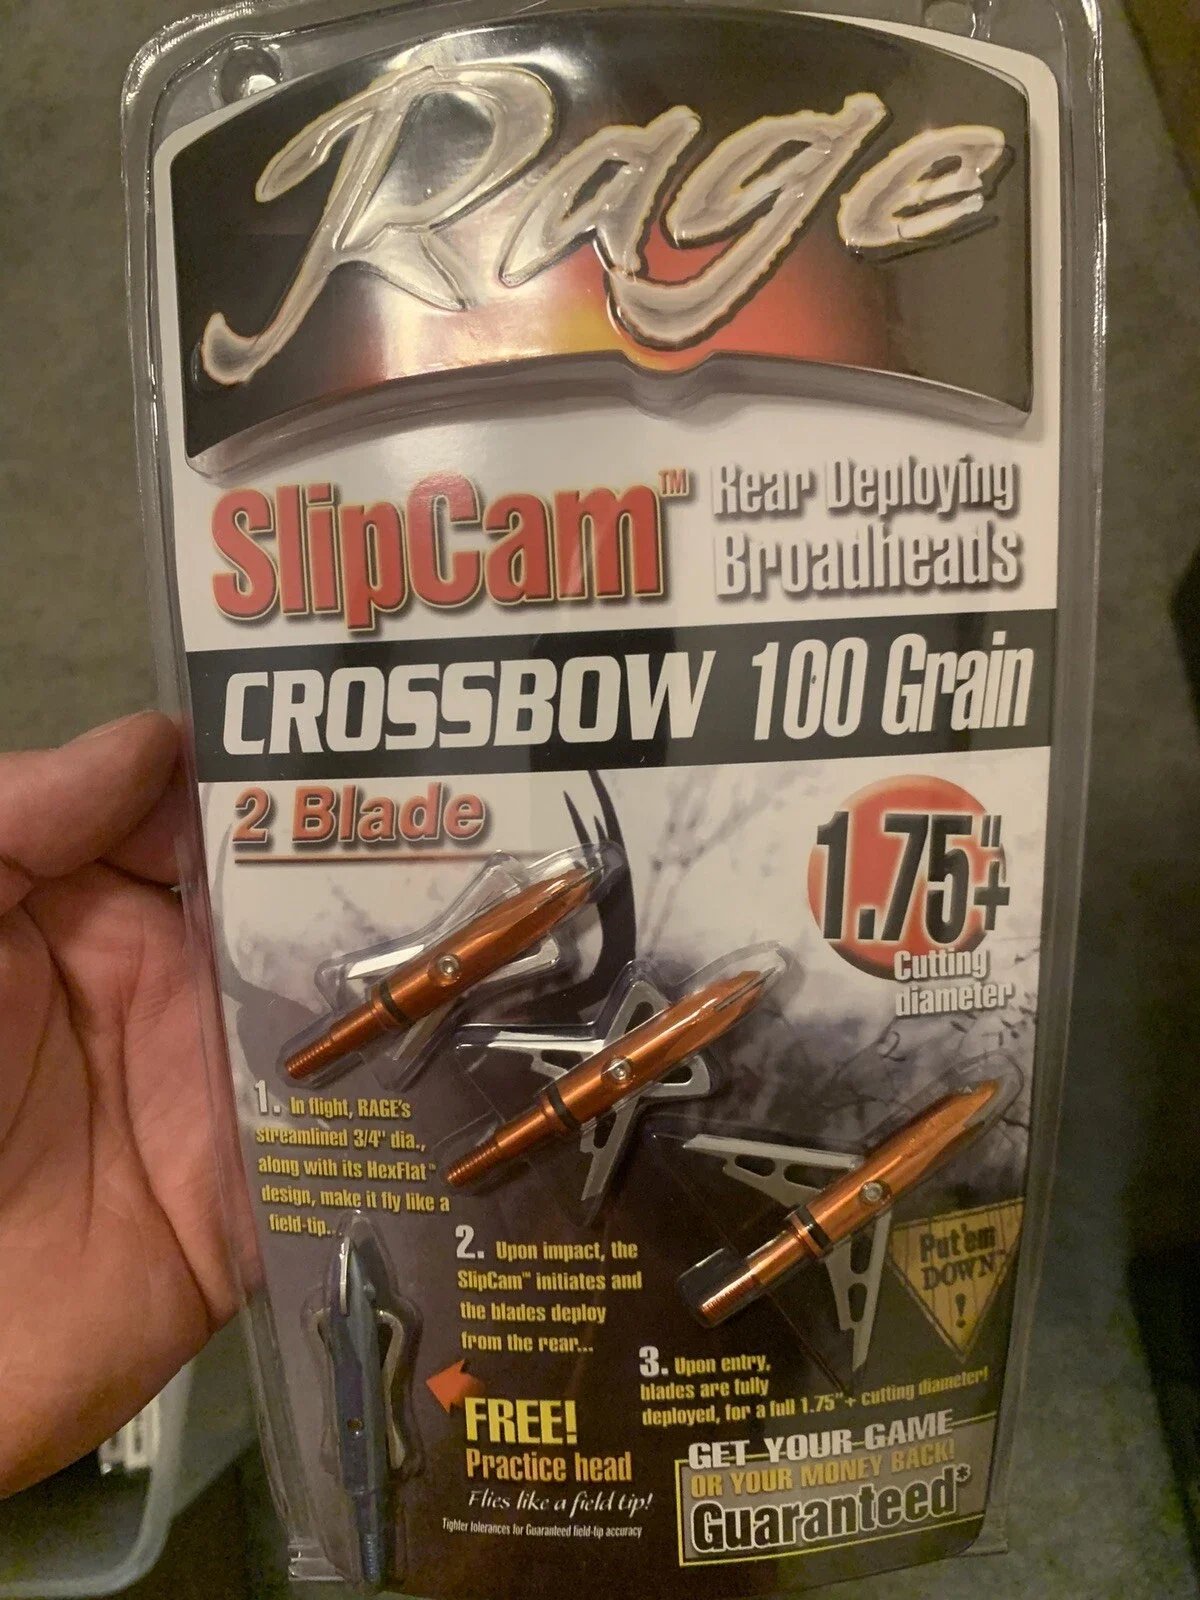 Rage
SlipCam™
Rear Deploying
Broadheads
CROSSBOW 100 Grain
2 Blade
1.75"+
Cutting
diameter
1. In flight, RAGE's
streamlined 3/4" dia.,
along with its HexFlat™
design, make it fly like a
field-tip...
2. Upon impact, the
SlipCam™ initiates and
the blades deploy
from the rear...
Put'em
DOWN
!
3. Upon entry,
blades are fully
deployed, for a full 1.75"+ cutting diameter!
FREE!
Practice head
Flies like a field tip!
Tighter tolerances for Guaranteed field-tip accuracy
GET YOUR GAME
OR YOUR MONEY BACK!
Guaranteed*